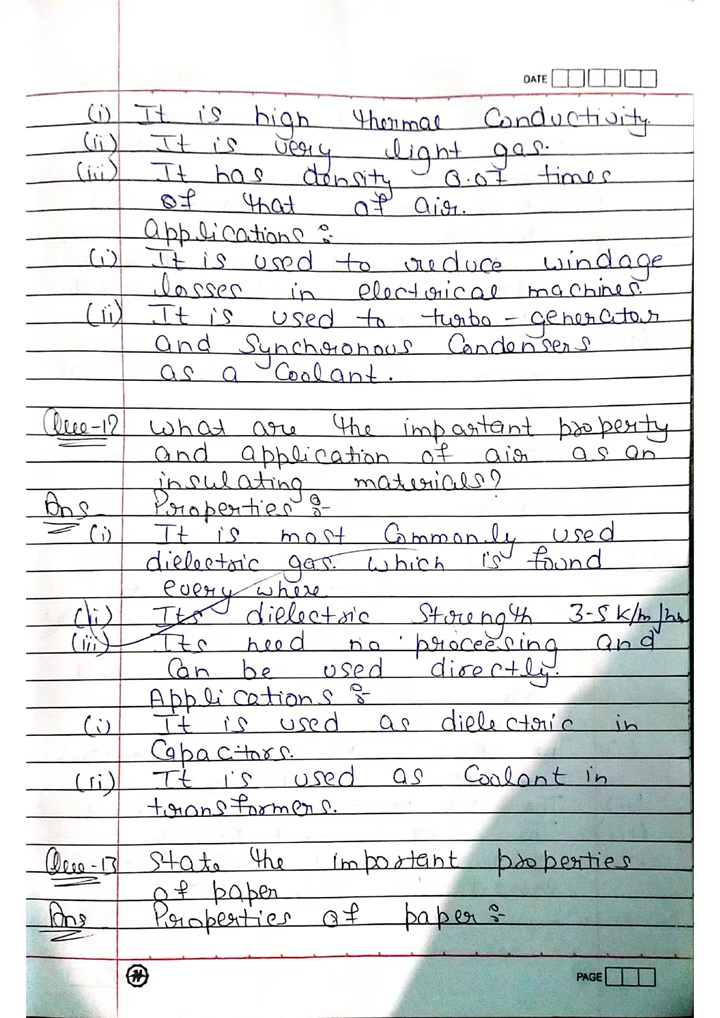 DATE
(i) It is high thermal Conductivity.
(ii) It is very light gas.
(iii) It has density 0.07 times
of that of air.
Applications :-
(i) It is used to reduce windage
losses in electrical machines.
(ii) It is used to turbo-generator
and Synchronous Condensers
as a Coolant.
Que-12 What are the important property
and application of air as an
insulating materials?
Ans Properties :-
(i) It is most Commonly used
dielectric gas. which is found
every where
(ii) Its dielectric Strength 3-5 K/m
(iii) Its need no proceesing and
Can be used directly.
Applications :-
(i) It is used as dielectric in
Capacitors.
(ii) It is used as Coolant in
transformers.
Que-13 State the important properties
of paper
Ans Properties of paper :-
PAGE